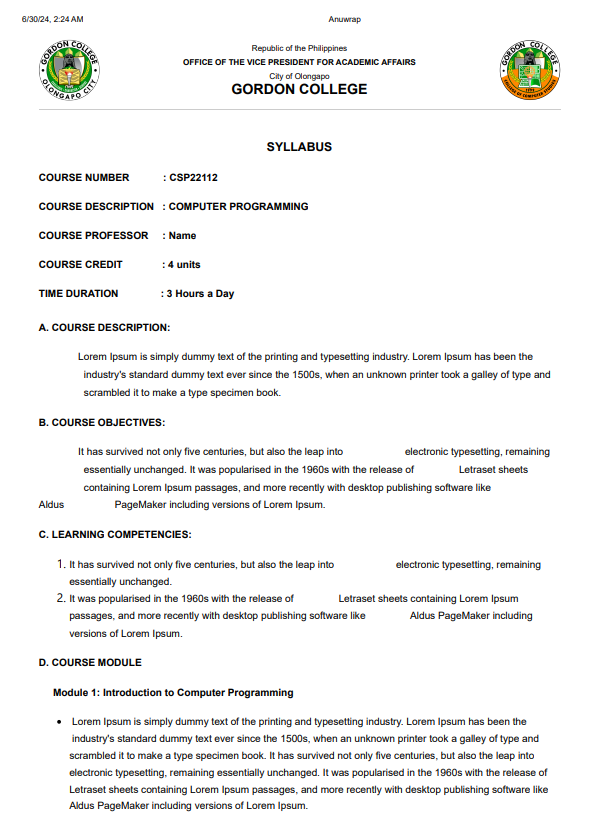 6/30/24, 2:24 AM Anuwrap
Republic of the Philippines
OFFICE OF THE VICE PRESIDENT FOR ACADEMIC AFFAIRS
City of Olongapo
GORDON COLLEGE
GORDON COLLEGE
OLONGAPO CITY
GORDON COLLEGE
COLLEGE OF COMPUTER STUDIES
SYLLABUS
COURSE NUMBER : CSP22112
COURSE DESCRIPTION : COMPUTER PROGRAMMING
COURSE PROFESSOR : Name
COURSE CREDIT : 4 units
TIME DURATION : 3 Hours a Day
A. COURSE DESCRIPTION:
Lorem Ipsum is simply dummy text of the printing and typesetting industry. Lorem Ipsum has been the
industry's standard dummy text ever since the 1500s, when an unknown printer took a galley of type and
scrambled it to make a type specimen book.
B. COURSE OBJECTIVES:
It has survived not only five centuries, but also the leap into electronic typesetting, remaining
essentially unchanged. It was popularised in the 1960s with the release of Letraset sheets
containing Lorem Ipsum passages, and more recently with desktop publishing software like
Aldus PageMaker including versions of Lorem Ipsum.
C. LEARNING COMPETENCIES:
1. It has survived not only five centuries, but also the leap into electronic typesetting, remaining
essentially unchanged.
2. It was popularised in the 1960s with the release of Letraset sheets containing Lorem Ipsum
passages, and more recently with desktop publishing software like Aldus PageMaker including
versions of Lorem Ipsum.
D. COURSE MODULE
Module 1: Introduction to Computer Programming
• Lorem Ipsum is simply dummy text of the printing and typesetting industry. Lorem Ipsum has been the
industry's standard dummy text ever since the 1500s, when an unknown printer took a galley of type and
scrambled it to make a type specimen book. It has survived not only five centuries, but also the leap into
electronic typesetting, remaining essentially unchanged. It was popularised in the 1960s with the release of
Letraset sheets containing Lorem Ipsum passages, and more recently with desktop publishing software like
Aldus PageMaker including versions of Lorem Ipsum.